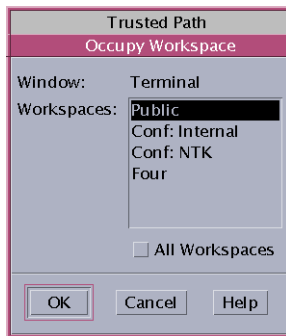 Trusted Path
Occupy Workspace
Window: Terminal
Workspaces: Public
Conf: Internal
Conf: NTK
Four
All Workspaces
OK Cancel Help